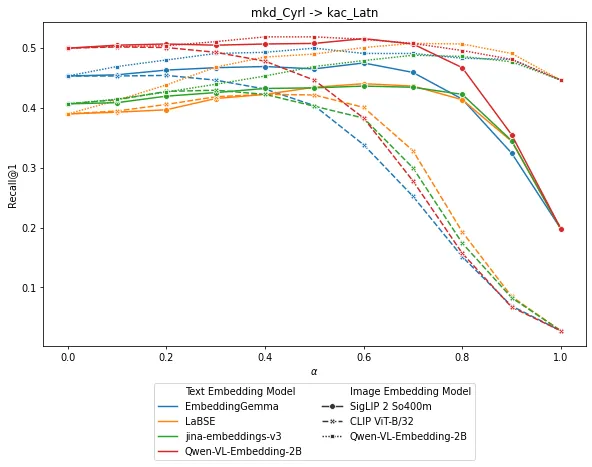 mkd_Cyrl -> kac_Latn
0.5
0.4
0.3
0.2
0.1
Recall@1
0.0
0.2
0.4
0.6
0.8
1.0
α
Text Embedding Model
EmbeddingGemma
LaBSE
jina-embeddings-v3
Qwen-VL-Embedding-2B
Image Embedding Model
SigLIP 2 So400m
CLIP ViT-B/32
Qwen-VL-Embedding-2B